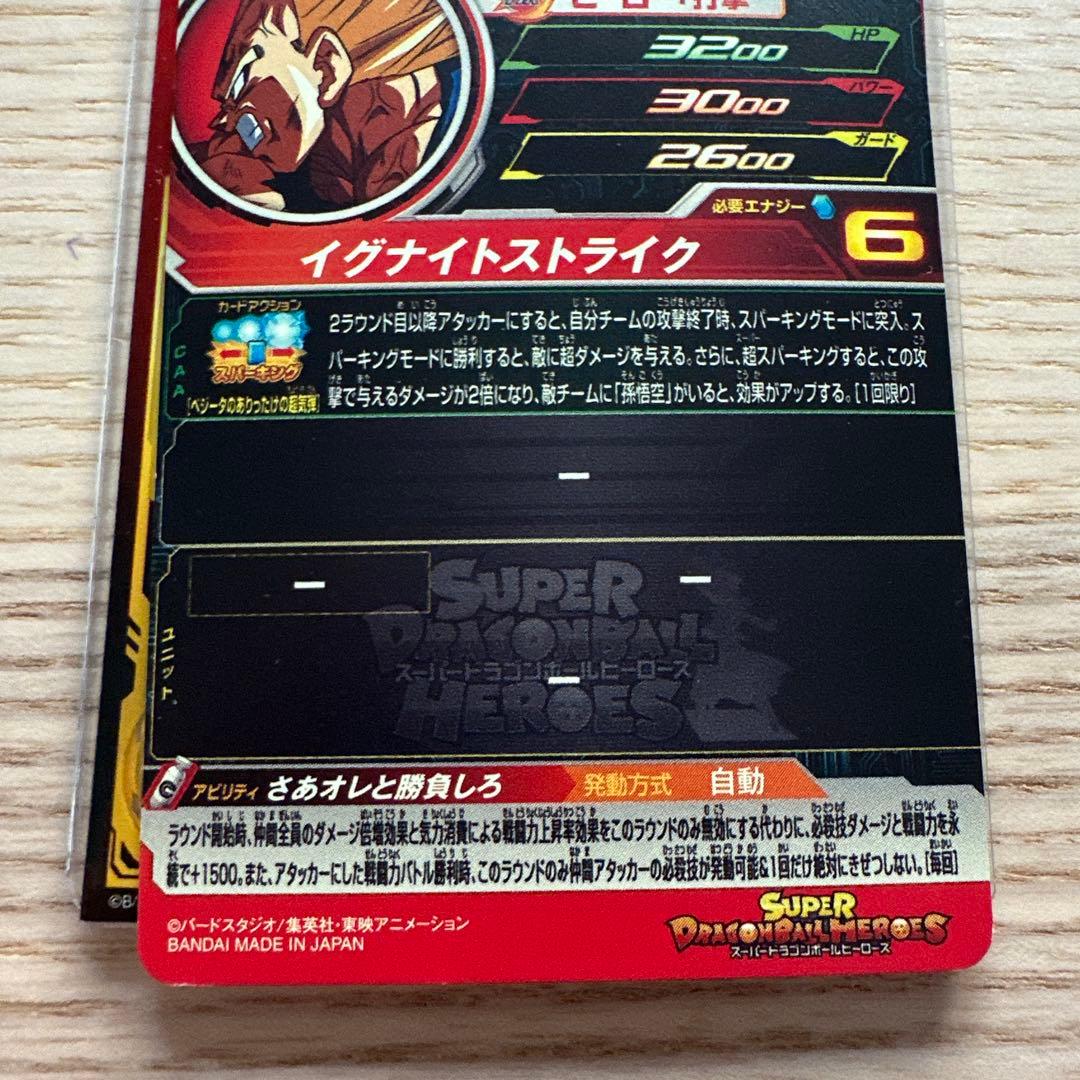 ヒーロー 打撃
HP
3200
パワー
3000
ガード
2600
必要エナジー
6
イグナイトストライク
カードアクション
スパーキング
[ベジータのありったけの超気弾]
CAA
2ラウンド目以降アタッカーにすると、自分チームの攻撃終了時、スパーキングモードに突入。ス
パーキングモードに勝利すると、敵に超ダメージを与える。さらに、超スパーキングすると、この攻
撃で与えるダメージが2倍になり、敵チームに「孫悟空」がいると、効果がアップする。[1回限り]
ー
ユニット
ー
ー
ー
SUPER
DRAGONBALL
スーパードラゴンボールヒーローズ
HEROES
アビリティ さあオレと勝負しろ 発動方式 自動
ラウンド開始時、仲間全員のダメージ倍増効果と気力消費による戦闘力上昇率効果をこのラウンドのみ無効にする代わりに、必殺技ダメージと戦闘力を永
続で+1500。また、アタッカーにした戦闘力バトル勝利時、このラウンドのみ仲間アタッカーの必殺技が発動可能&1回だけ絶対にきぜつしない。[毎回]
©バードスタジオ/集英社・東映アニメーション
BANDAI MADE IN JAPAN
SUPER
DRAGONBALL HEROES
スーパードラゴンボールヒーローズ